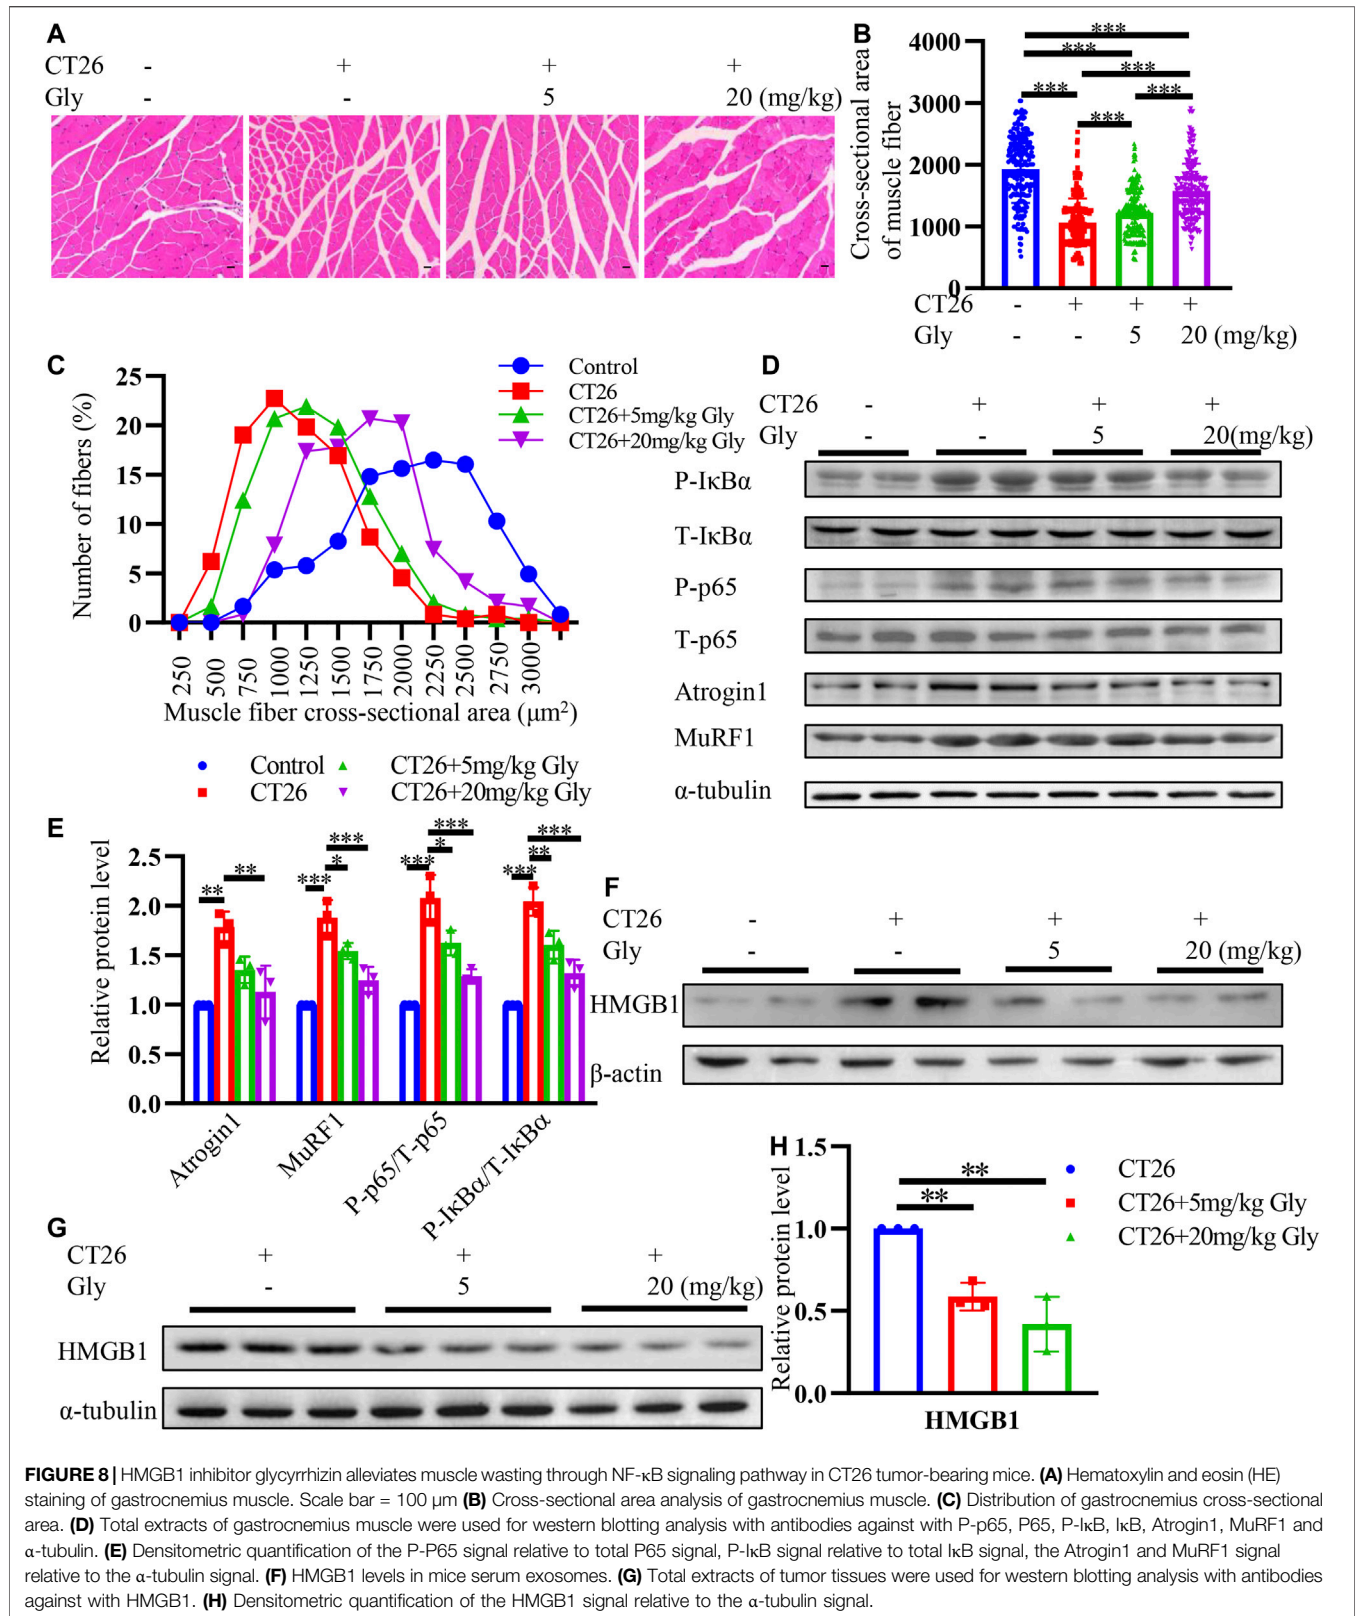 A
CT26 - + + +
Gly - - 5 20 (mg/kg)
B
Cross-sectional area
of muscle fiber
4000
3000
2000
1000
0
*** *** *** *** *** ***
CT26 - + + +
Gly - - 5 20 (mg/kg)
C
Number of fibers (%)
25
20
15
10
5
0
250 500 750 1000 1250 1500 1750 2000 2250 2500 2750 3000
Muscle fiber cross-sectional area (μm²)
Control
CT26
CT26+5mg/kg Gly
CT26+20mg/kg Gly
D
CT26 - + + +
Gly - - 5 20(mg/kg)
P-IκBα
T-IκBα
P-p65
T-p65
Atrogin1
MuRF1
α-tubulin
Control CT26+5mg/kg Gly
CT26 CT26+20mg/kg Gly
E
Relative protein level
2.5
2.0
1.5
1.0
0.5
0.0
** ** *** * *** *** * *** *** ** ***
Atrogin1 MuRF1 P-p65/T-p65 P-IκBα/T-IκBα
F
CT26 - + + +
Gly - - 5 20 (mg/kg)
HMGB1
β-actin
G
CT26 + + +
Gly - 5 20 (mg/kg)
HMGB1
α-tubulin
H
Relative protein level
1.5
1.0
0.5
0.0
** **
HMGB1
CT26
CT26+5mg/kg Gly
CT26+20mg/kg Gly
FIGURE 8 | HMGB1 inhibitor glycyrrhizin alleviates muscle wasting through NF-κB signaling pathway in CT26 tumor-bearing mice. (A) Hematoxylin and eosin (HE)
staining of gastrocnemius muscle. Scale bar = 100 μm (B) Cross-sectional area analysis of gastrocnemius muscle. (C) Distribution of gastrocnemius cross-sectional
area. (D) Total extracts of gastrocnemius muscle were used for western blotting analysis with antibodies against with P-p65, P65, P-IκB, IκB, Atrogin1, MuRF1 and
α-tubulin. (E) Densitometric quantification of the P-P65 signal relative to total P65 signal, P-IκB signal relative to total IκB signal, the Atrogin1 and MuRF1 signal
relative to the α-tubulin signal. (F) HMGB1 levels in mice serum exosomes. (G) Total extracts of tumor tissues were used for western blotting analysis with antibodies
against with HMGB1. (H) Densitometric quantification of the HMGB1 signal relative to the α-tubulin signal.